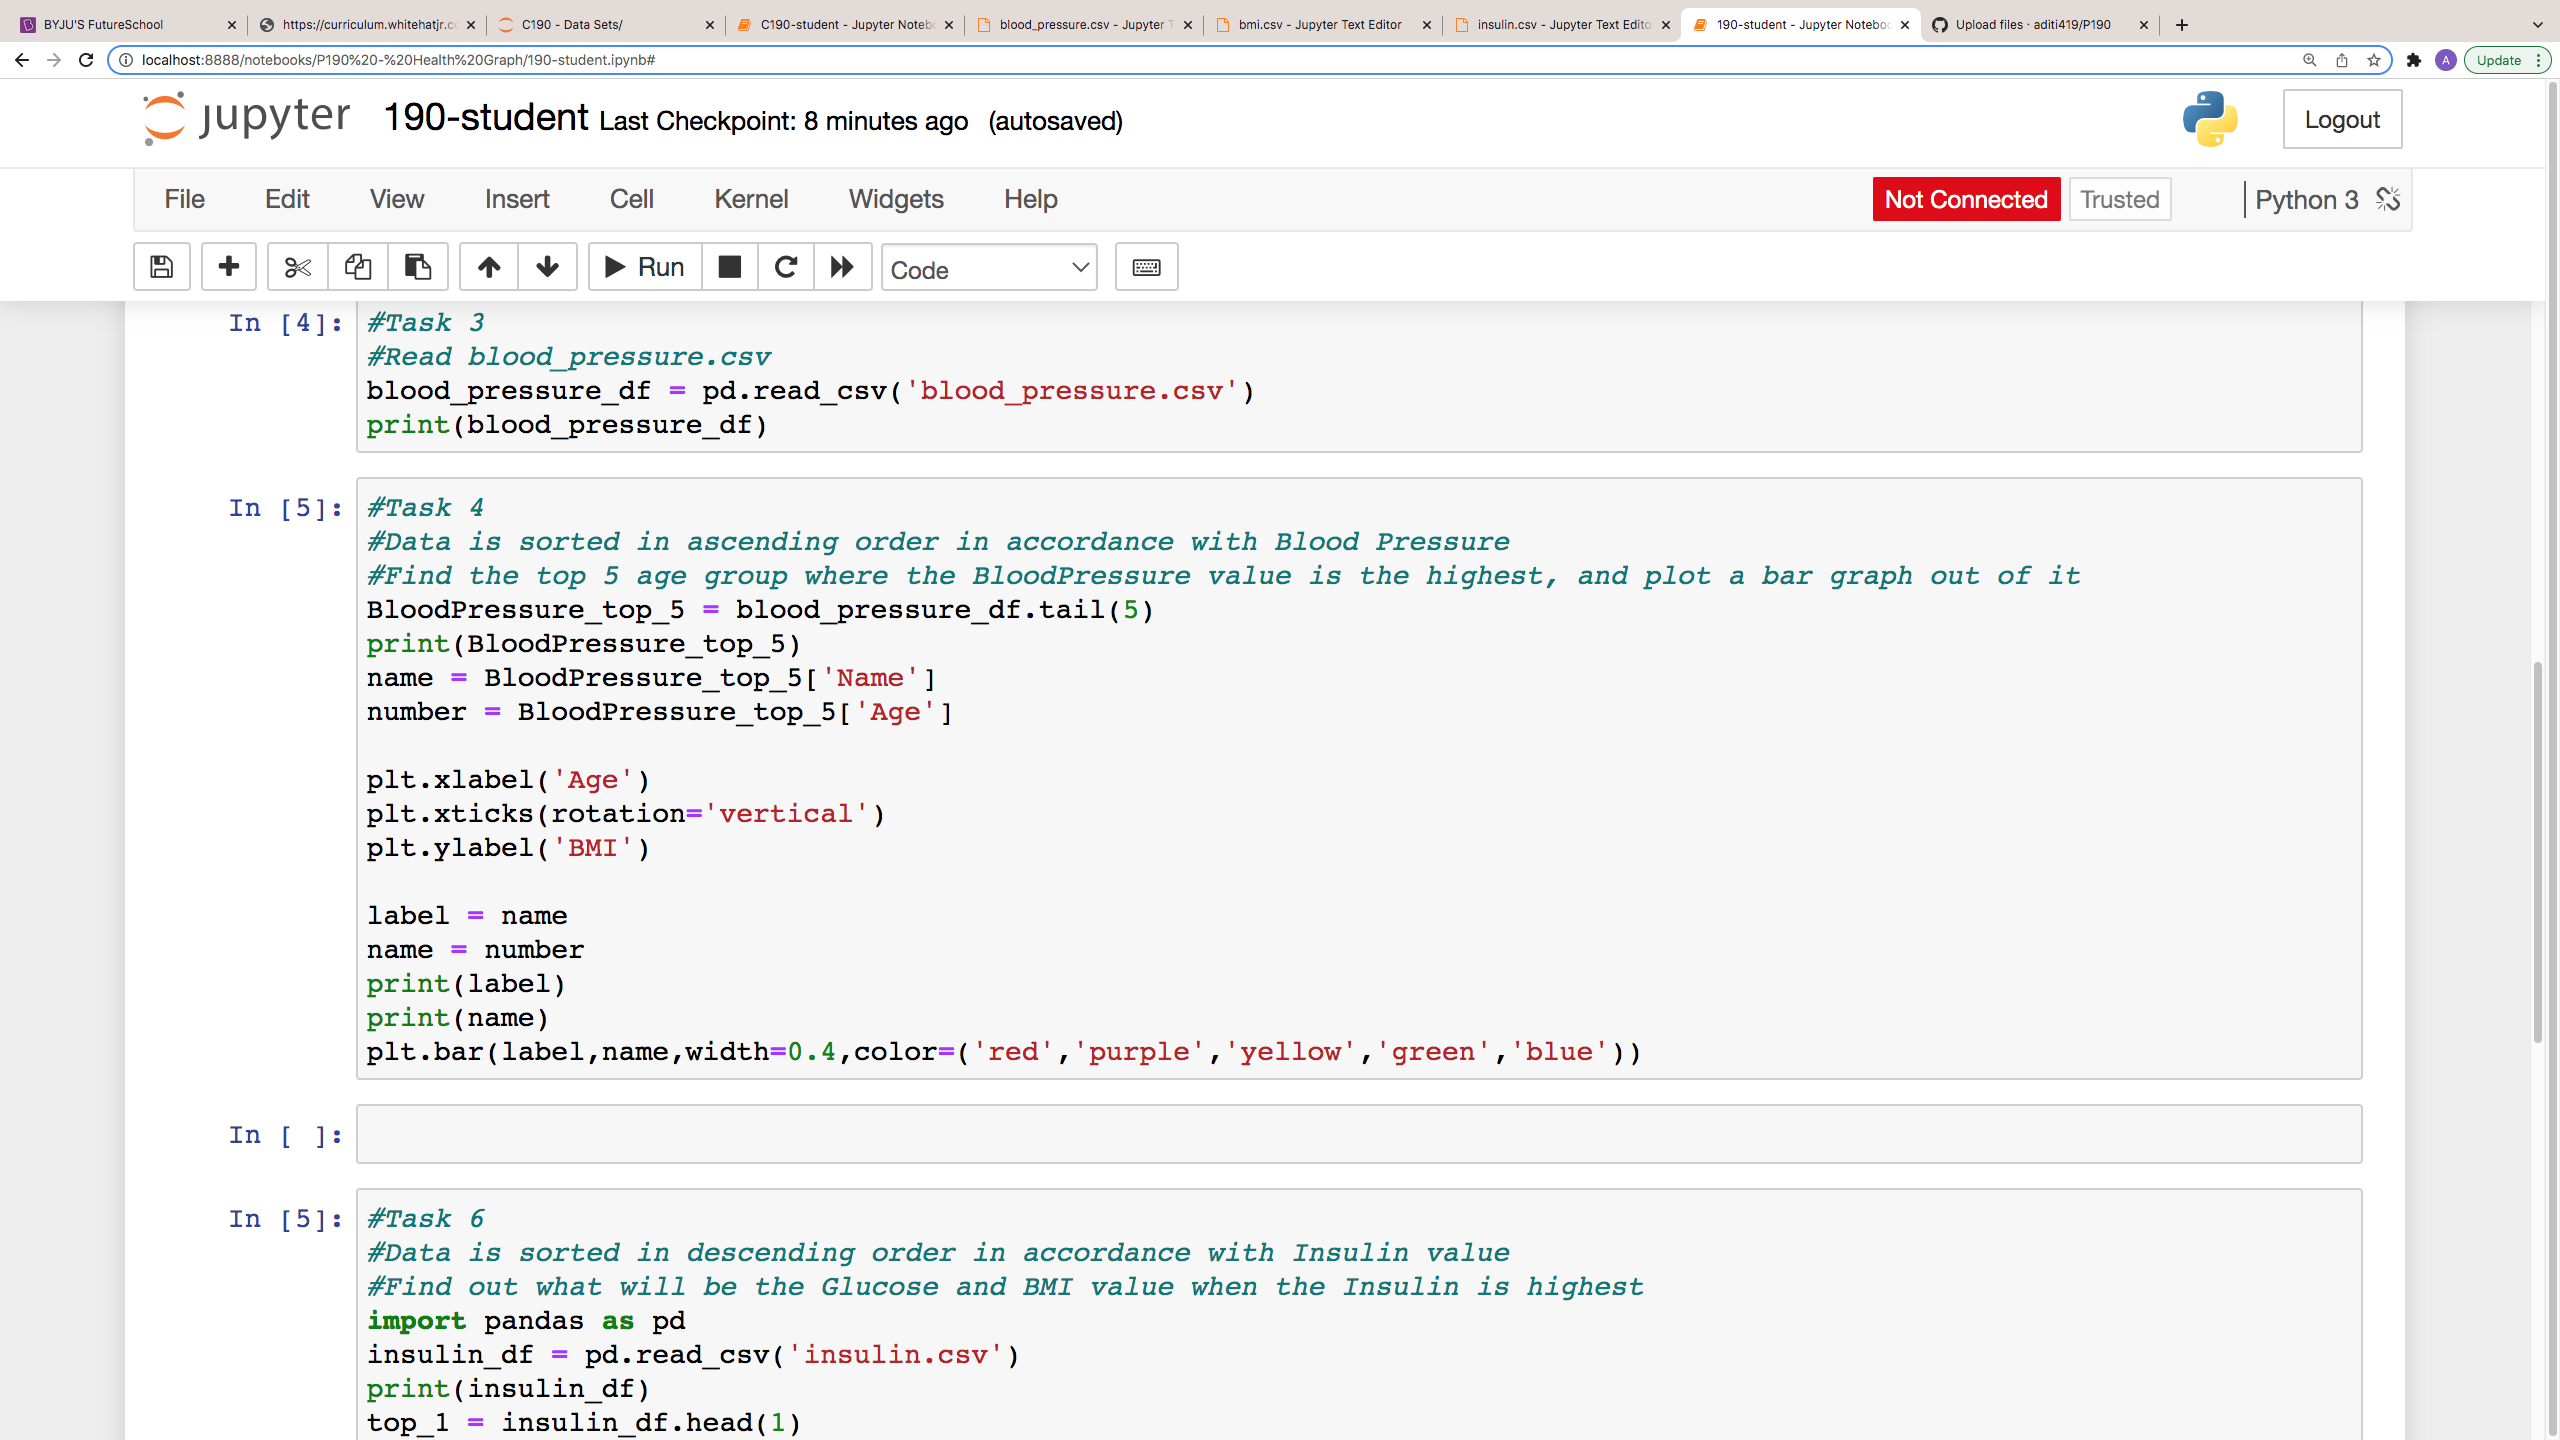 BYJU'S FutureSchool
https://curriculum.whitehatjr.cc
C190 - Data Sets/
C190-student - Jupyter Notebo
blood_pressure.csv - Jupyter T
bmi.csv - Jupyter Text Editor
insulin.csv - Jupyter Text Edito
190-student - Jupyter Noteboo
Upload files · aditi419/P190
localhost:8888/notebooks/P190%20-%20Health%20Graph/190-student.ipynb#
A
Update
jupyter 190-student Last Checkpoint: 8 minutes ago (autosaved)
Logout
File Edit View Insert Cell Kernel Widgets Help
Not Connected Trusted Python 3
Run Code
In [4]: #Task 3
#Read blood_pressure.csv
blood_pressure_df = pd.read_csv('blood_pressure.csv')
print(blood_pressure_df)
In [5]: #Task 4
#Data is sorted in ascending order in accordance with Blood Pressure
#Find the top 5 age group where the BloodPressure value is the highest, and plot a bar graph out of it
BloodPressure_top_5 = blood_pressure_df.tail(5)
print(BloodPressure_top_5)
name = BloodPressure_top_5['Name']
number = BloodPressure_top_5['Age']
plt.xlabel('Age')
plt.xticks(rotation='vertical')
plt.ylabel('BMI')
label = name
name = number
print(label)
print(name)
plt.bar(label,name,width=0.4,color=('red','purple','yellow','green','blue'))
In [ ]:
In [5]: #Task 6
#Data is sorted in descending order in accordance with Insulin value
#Find out what will be the Glucose and BMI value when the Insulin is highest
import pandas as pd
insulin_df = pd.read_csv('insulin.csv')
print(insulin_df)
top_1 = insulin_df.head(1)